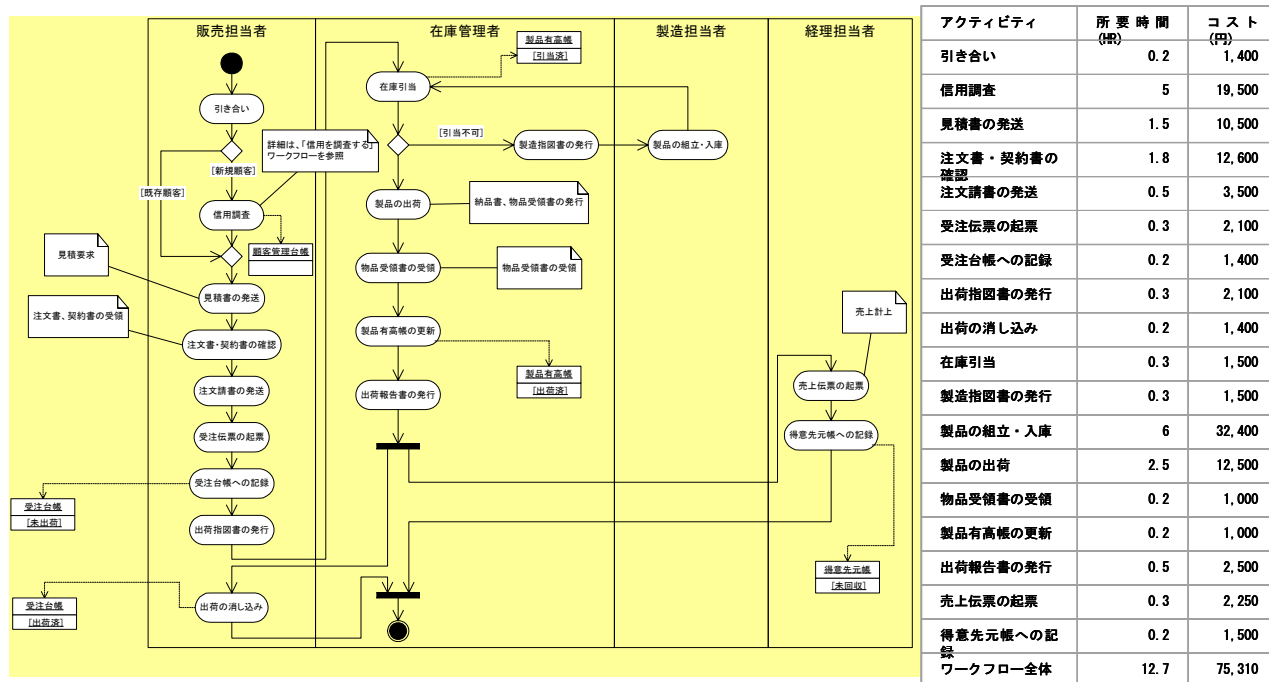 販売担当者
在庫管理者
製造担当者
経理担当者
引き合い
[新規顧客]
[既存顧客]
詳細は、「信用を調査する」
ワークフローを参照
信用調査
顧客管理台帳
見積要求
見積書の発送
注文書、契約書の受領
注文書・契約書の確認
注文請書の発送
受注伝票の起票
受注台帳への記録
受注台帳
[未出荷]
出荷指図書の発行
出荷の消し込み
受注台帳
[出荷済]
製品有高帳
[引当済]
在庫引当
[引当不可]
製造指図書の発行
製品の組立・入庫
製品の出荷
納品書、物品受領書の発行
物品受領書の受領
物品受領書の受領
製品有高帳の更新
製品有高帳
[出荷済]
出荷報告書の発行
売上計上
売上伝票の起票
得意先元帳への記録
得意先元帳
[未回収]
アクティビティ 所要時間(HR) コスト(円)
引き合い 0.2 1,400
信用調査 5 19,500
見積書の発送 1.5 10,500
注文書・契約書の確認 1.8 12,600
注文請書の発送 0.5 3,500
受注伝票の起票 0.3 2,100
受注台帳への記録 0.2 1,400
出荷指図書の発行 0.3 2,100
出荷の消し込み 0.2 1,400
在庫引当 0.3 1,500
製造指図書の発行 0.3 1,500
製品の組立・入庫 6 32,400
製品の出荷 2.5 12,500
物品受領書の受領 0.2 1,000
製品有高帳の更新 0.2 1,000
出荷報告書の発行 0.5 2,500
売上伝票の起票 0.3 2,250
得意先元帳への記録 0.2 1,500
ワークフロー全体 12.7 75,310